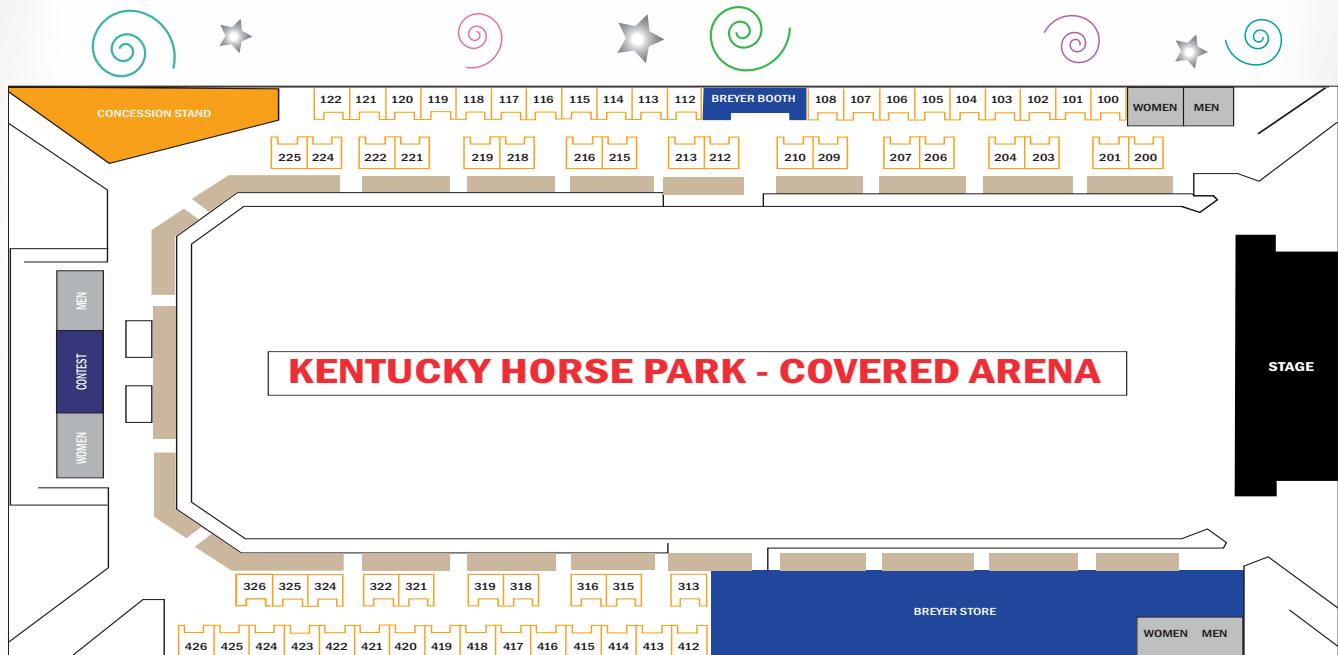 122 121 120 119 118 117 116 115 114 113 112 BREYER BOOTH 108 107 106 105 104 103 102 101 100 WOMEN MEN
CONCESSION STAND
225 224 222 221 219 218 216 215 213 212 210 209 207 206 204 203 201 200
MEN
CONTEST
WOMEN
KENTUCKY HORSE PARK - COVERED ARENA
STAGE
326 325 324 322 321 319 318 316 315 313
BREYER STORE
WOMEN MEN
426 425 424 423 422 421 420 419 418 417 416 415 414 413 412